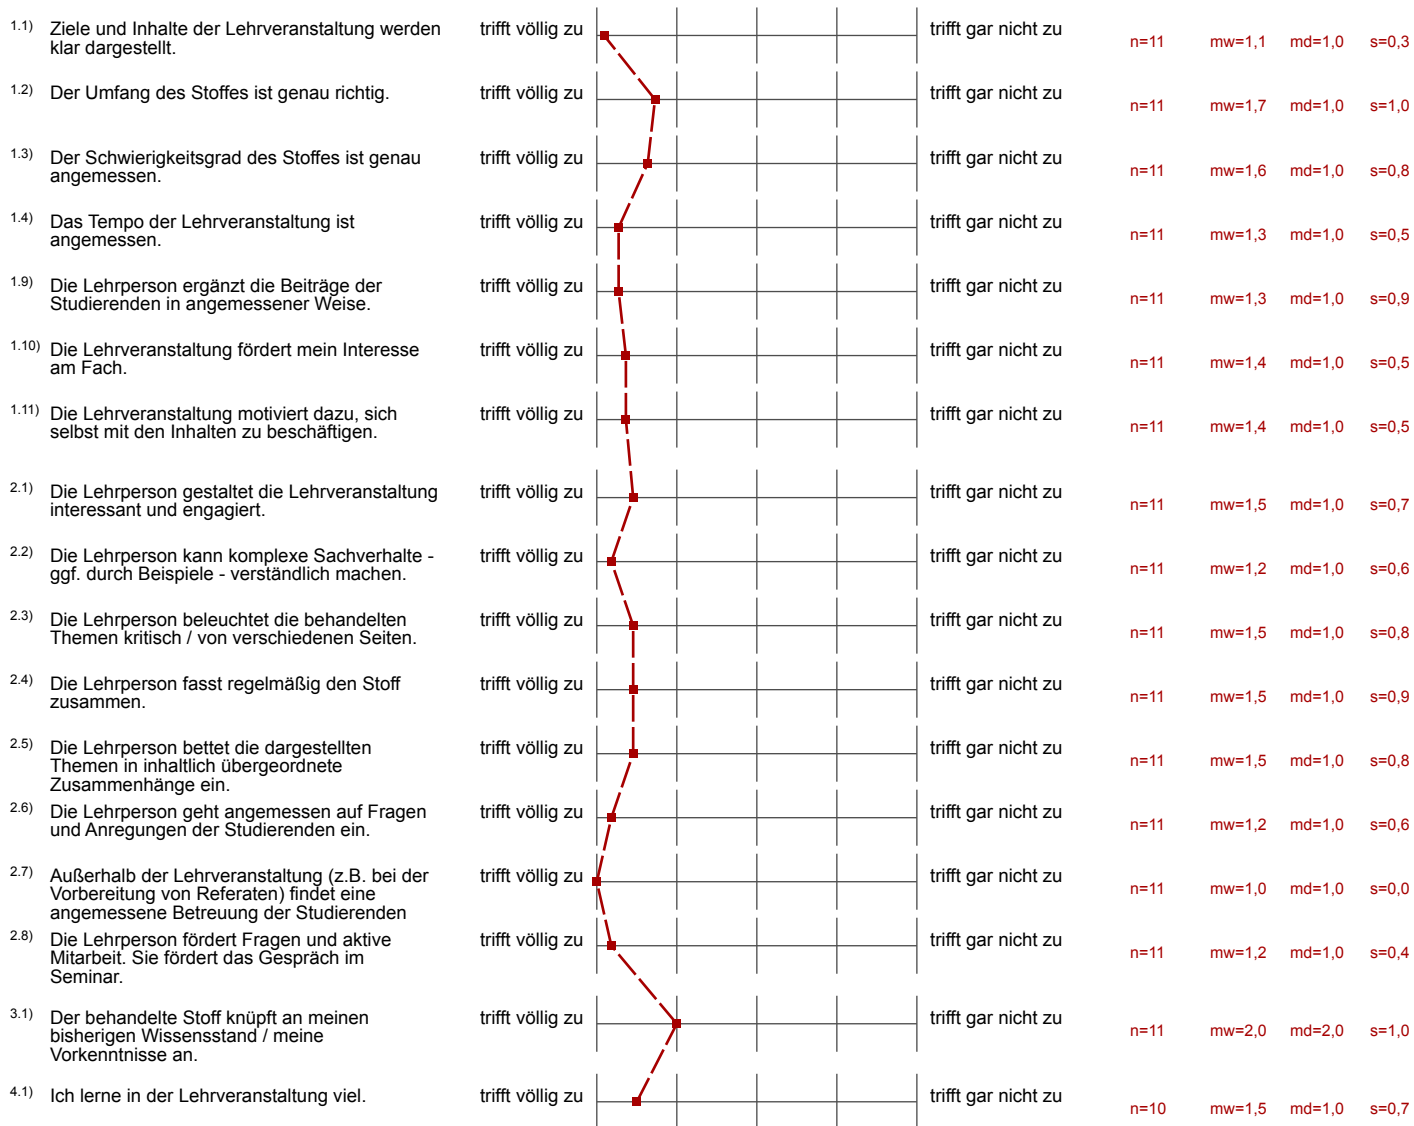 1.1) Ziele und Inhalte der Lehrveranstaltung werden trifft völlig zu trifft gar nicht zu
klar dargestellt. n=11 mw=1,1 md=1,0 s=0,3
1.2) Der Umfang des Stoffes ist genau richtig. trifft völlig zu trifft gar nicht zu
n=11 mw=1,7 md=1,0 s=1,0
1.3) Der Schwierigkeitsgrad des Stoffes ist genau trifft völlig zu trifft gar nicht zu
angemessen. n=11 mw=1,6 md=1,0 s=0,8
1.4) Das Tempo der Lehrveranstaltung ist trifft völlig zu trifft gar nicht zu
angemessen. n=11 mw=1,3 md=1,0 s=0,5
1.9) Die Lehrperson ergänzt die Beiträge der trifft völlig zu trifft gar nicht zu
Studierenden in angemessener Weise. n=11 mw=1,3 md=1,0 s=0,9
1.10) Die Lehrveranstaltung fördert mein Interesse trifft völlig zu trifft gar nicht zu
am Fach. n=11 mw=1,4 md=1,0 s=0,5
1.11) Die Lehrveranstaltung motiviert dazu, sich trifft völlig zu trifft gar nicht zu
selbst mit den Inhalten zu beschäftigen. n=11 mw=1,4 md=1,0 s=0,5
2.1) Die Lehrperson gestaltet die Lehrveranstaltung trifft völlig zu trifft gar nicht zu
interessant und engagiert. n=11 mw=1,5 md=1,0 s=0,7
2.2) Die Lehrperson kann komplexe Sachverhalte - trifft völlig zu trifft gar nicht zu
ggf. durch Beispiele - verständlich machen. n=11 mw=1,2 md=1,0 s=0,6
2.3) Die Lehrperson beleuchtet die behandelten trifft völlig zu trifft gar nicht zu
Themen kritisch / von verschiedenen Seiten. n=11 mw=1,5 md=1,0 s=0,8
2.4) Die Lehrperson fasst regelmäßig den Stoff trifft völlig zu trifft gar nicht zu
zusammen. n=11 mw=1,5 md=1,0 s=0,9
2.5) Die Lehrperson bettet die dargestellten trifft völlig zu trifft gar nicht zu
Themen in inhaltlich übergeordnete n=11 mw=1,5 md=1,0 s=0,8
Zusammenhänge ein.
2.6) Die Lehrperson geht angemessen auf Fragen trifft völlig zu trifft gar nicht zu
und Anregungen der Studierenden ein. n=11 mw=1,2 md=1,0 s=0,6
2.7) Außerhalb der Lehrveranstaltung (z.B. bei der trifft völlig zu trifft gar nicht zu
Vorbereitung von Referaten) findet eine n=11 mw=1,0 md=1,0 s=0,0
angemessene Betreuung der Studierenden
2.8) Die Lehrperson fördert Fragen und aktive trifft völlig zu trifft gar nicht zu
Mitarbeit. Sie fördert das Gespräch im n=11 mw=1,2 md=1,0 s=0,4
Seminar.
3.1) Der behandelte Stoff knüpft an meinen trifft völlig zu trifft gar nicht zu
bisherigen Wissensstand / meine n=11 mw=2,0 md=2,0 s=1,0
Vorkenntnisse an.
4.1) Ich lerne in der Lehrveranstaltung viel. trifft völlig zu trifft gar nicht zu
n=10 mw=1,5 md=1,0 s=0,7